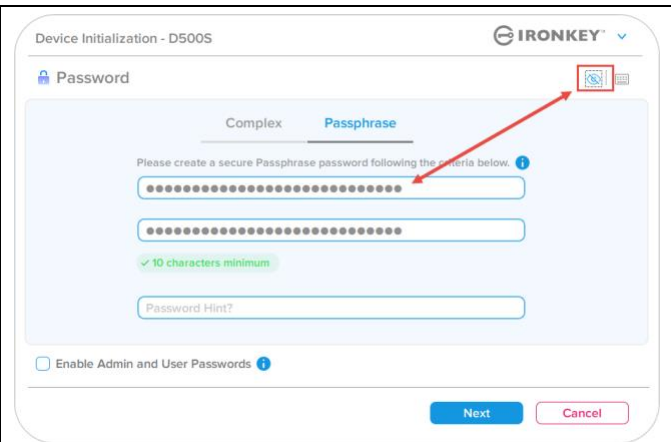 Device Initialization - D500S
IRONKEY™
Password
Complex
Passphrase
Please create a secure Passphrase password following the criteria below.
✓ 10 characters minimum
Password Hint?
Enable Admin and User Passwords
Next
Cancel